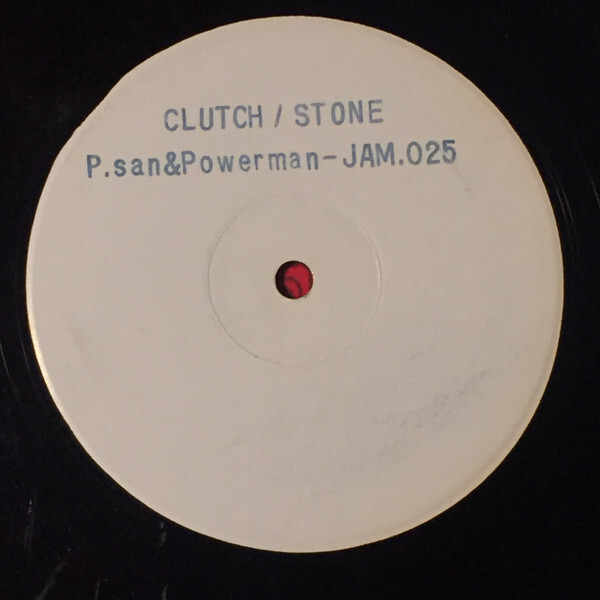 CLUTCH / STONE
P.san&Powerman-JAM.025